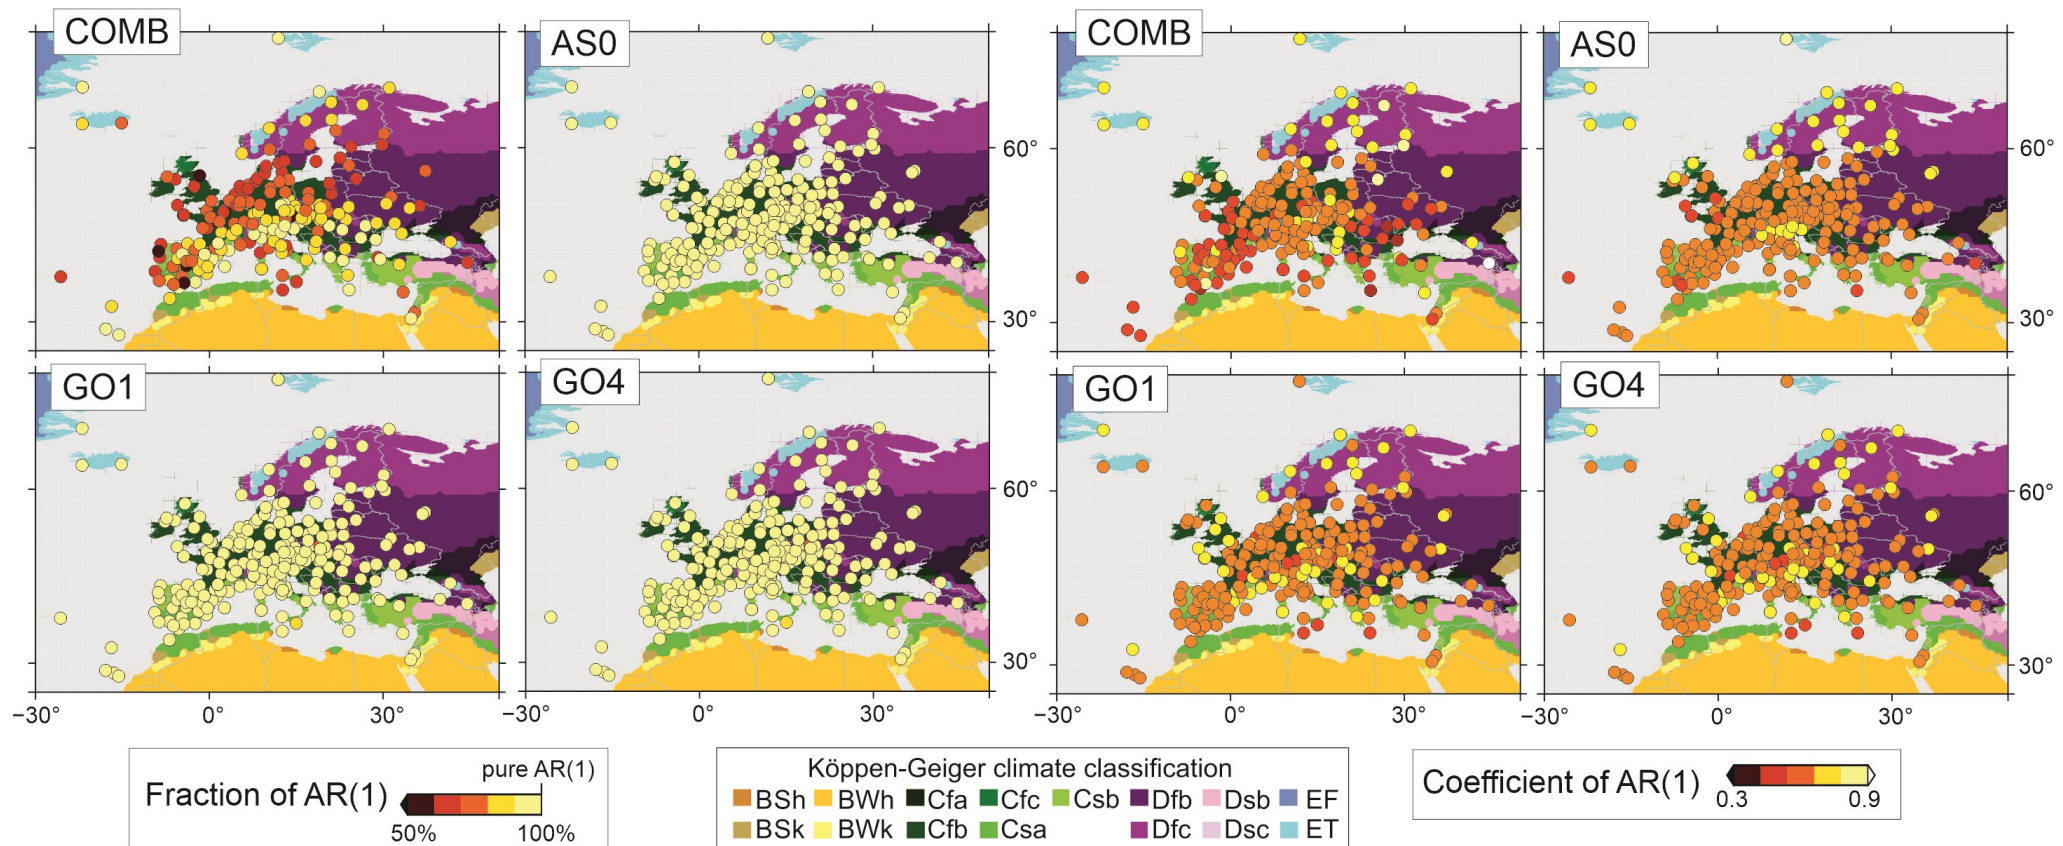 COMB
AS0
COMB
AS0
60°
60°
30°
30°
30°
GO1
GO4
GO1
GO4
60°
60°
60°
30°
30°
30°
−30°
0°
30°
0°
30°
−30°
0°
30°
−30°
0°
30°
pure AR(1)
Fraction of AR(1)
50%
100%
Köppen-Geiger climate classification
BSh
BWh
Cfa
Cfc
Csb
Dfb
Dsb
EF
BSk
BWk
Cfb
Csa
Dfc
Dsc
ET
Coefficient of AR(1)
0.3
0.9